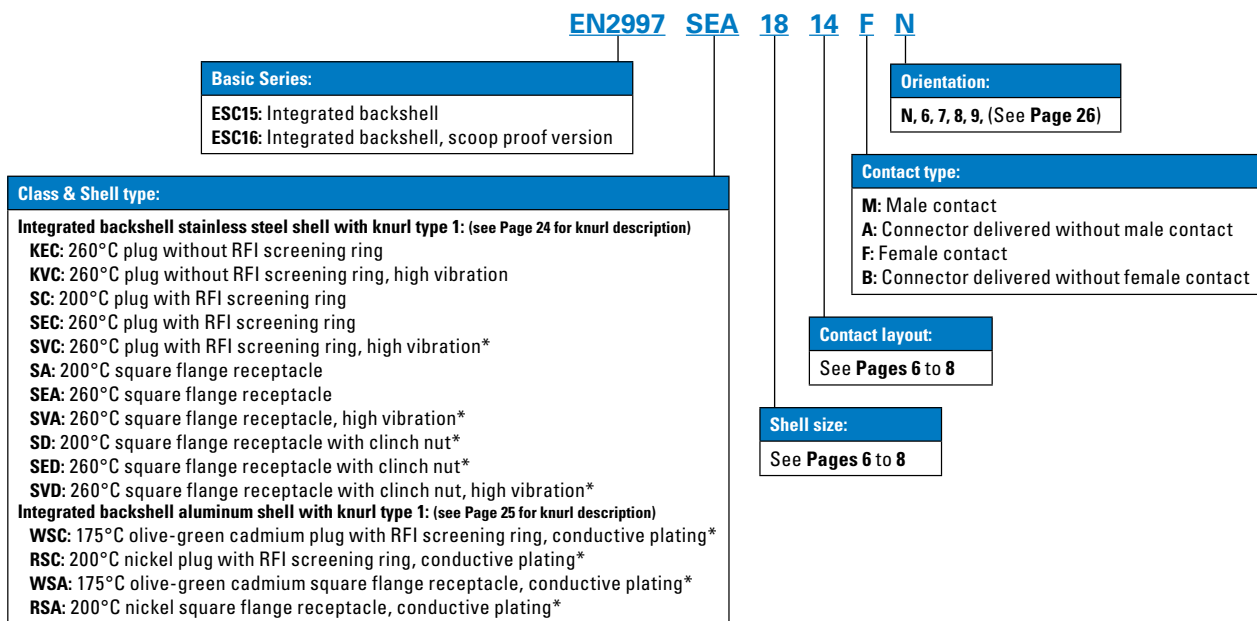 EN2997 SEA 18 14 F N
Basic Series:
ESC15: Integrated backshell
ESC16: Integrated backshell, scoop proof version
Orientation:
N, 6, 7, 8, 9, (See Page 26)
Class & Shell type:
Integrated backshell stainless steel shell with knurl type 1: (see Page 24 for knurl description)
KEC: 260°C plug without RFI screening ring
KVC: 260°C plug without RFI screening ring, high vibration
SC: 200°C plug with RFI screening ring
SEC: 260°C plug with RFI screening ring
SVC: 260°C plug with RFI screening ring, high vibration*
SA: 200°C square flange receptacle
SEA: 260°C square flange receptacle
SVA: 260°C square flange receptacle, high vibration*
SD: 200°C square flange receptacle with clinch nut*
SED: 260°C square flange receptacle with clinch nut*
SVD: 260°C square flange receptacle with clinch nut, high vibration*
Integrated backshell aluminum shell with knurl type 1: (see Page 25 for knurl description)
WSC: 175°C olive-green cadmium plug with RFI screening ring, conductive plating*
RSC: 200°C nickel plug with RFI screening ring, conductive plating*
WSA: 175°C olive-green cadmium square flange receptacle, conductive plating*
RSA: 200°C nickel square flange receptacle, conductive plating*
Contact type:
M: Male contact
A: Connector delivered without male contact
F: Female contact
B: Connector delivered without female contact
Contact layout:
See Pages 6 to 8
Shell size:
See Pages 6 to 8